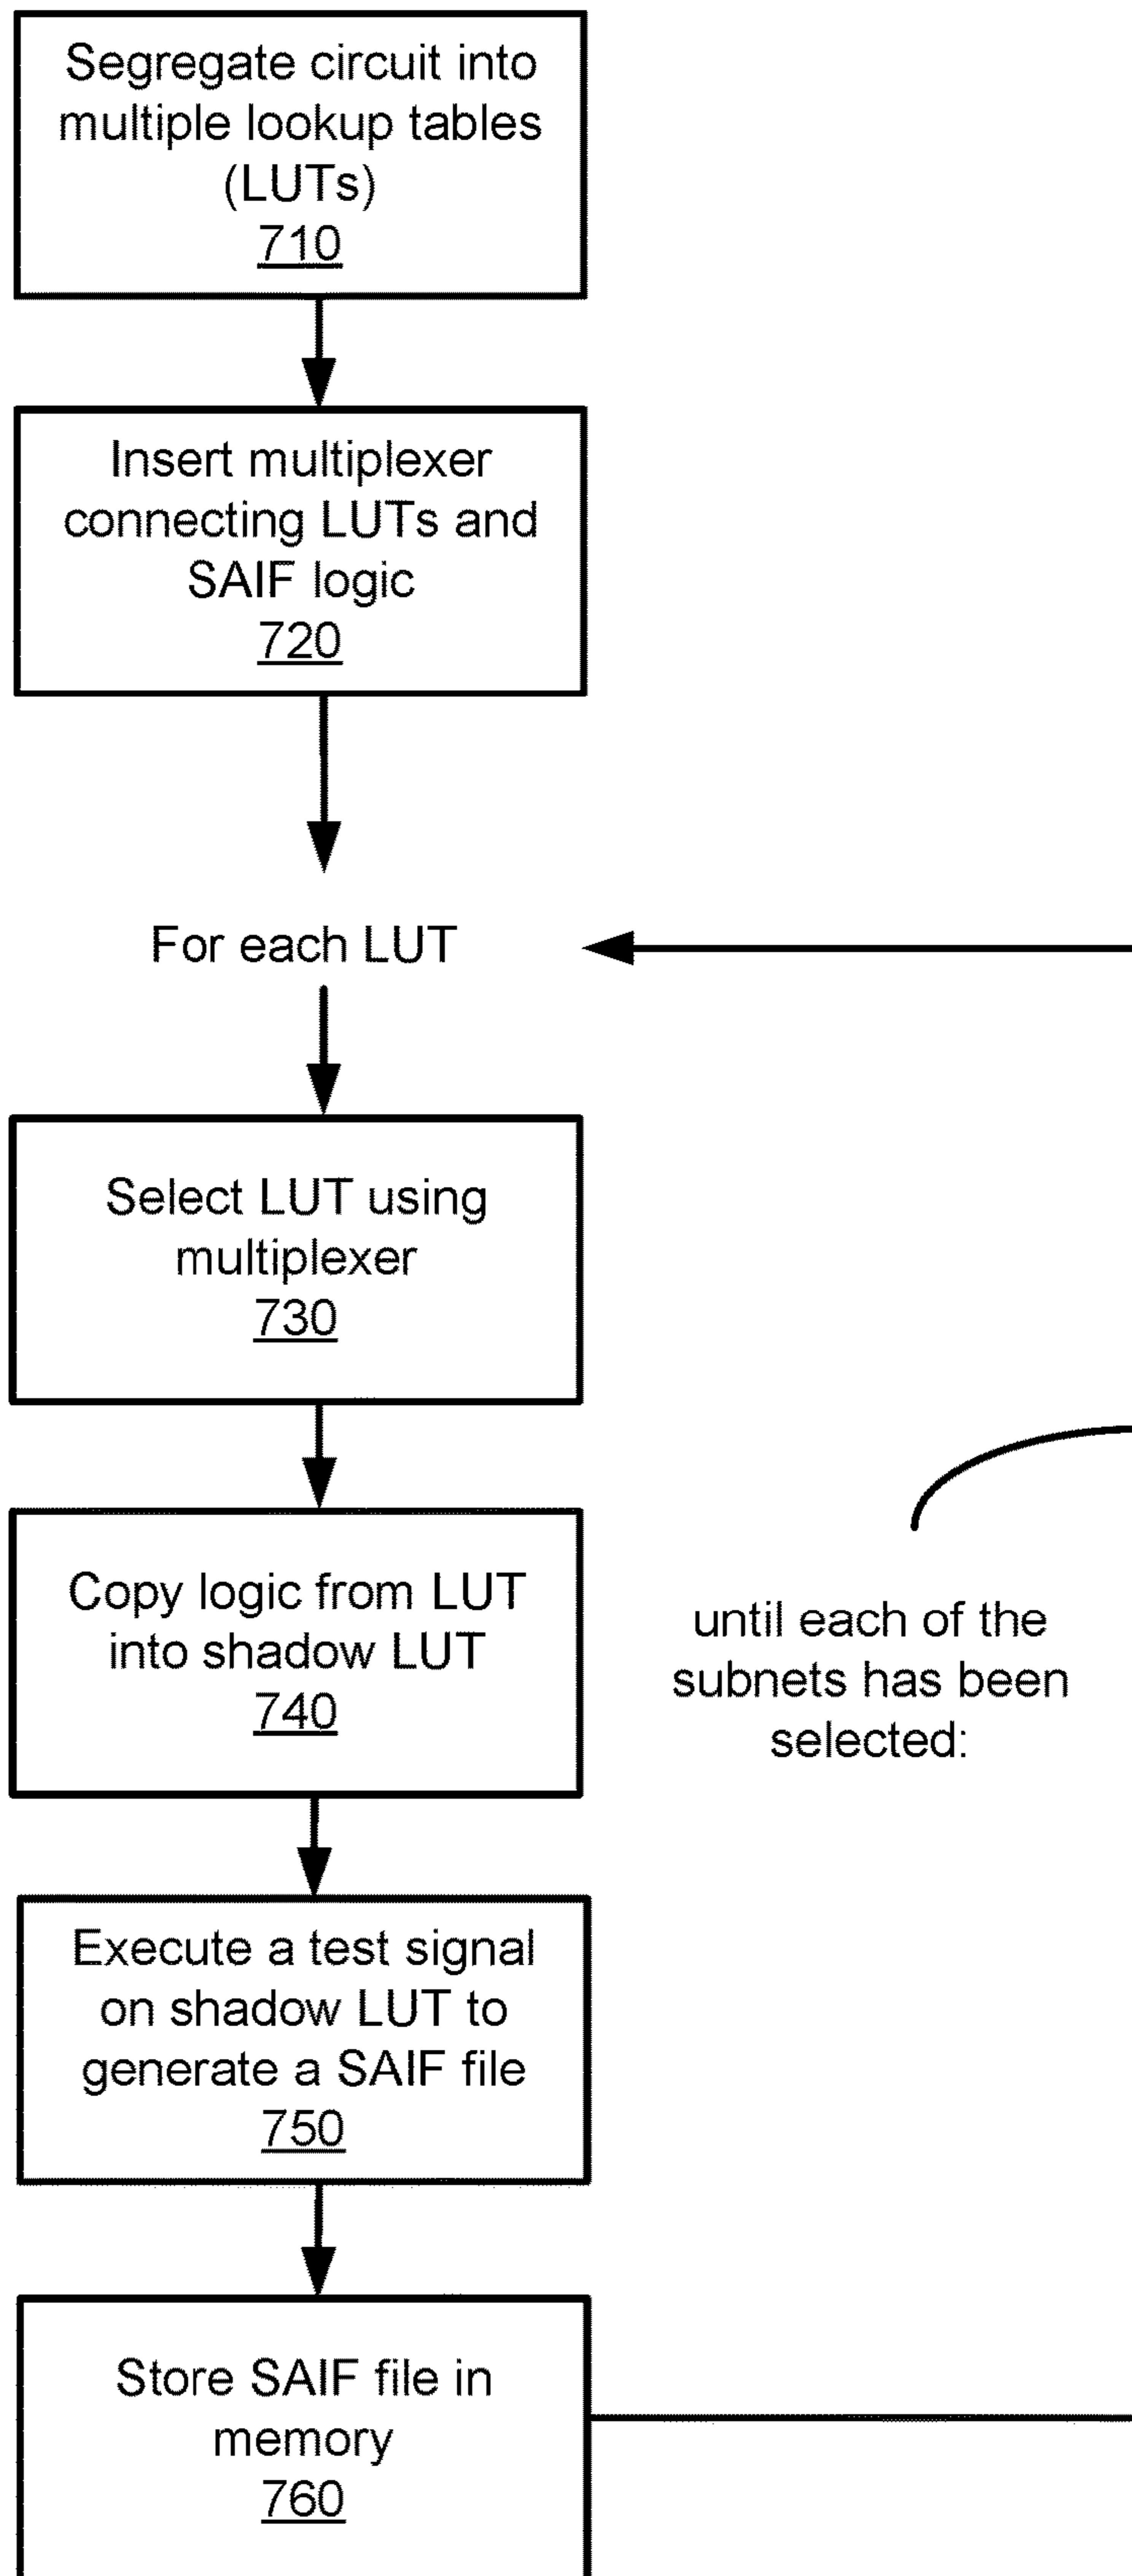 Segregate circuit into
multiple lookup tables
(LUTs)
710
Insert multiplexer
connecting LUTs and
SAIF logic
720
For each LUT
Select LUT using
multiplexer
730
Copy logic from LUT
into shadow LUT
740
until each of the
subnets has been
selected:
Execute a test signal
on shadow LUT to
generate a SAIF file
750
Store SAIF file in
memory
760